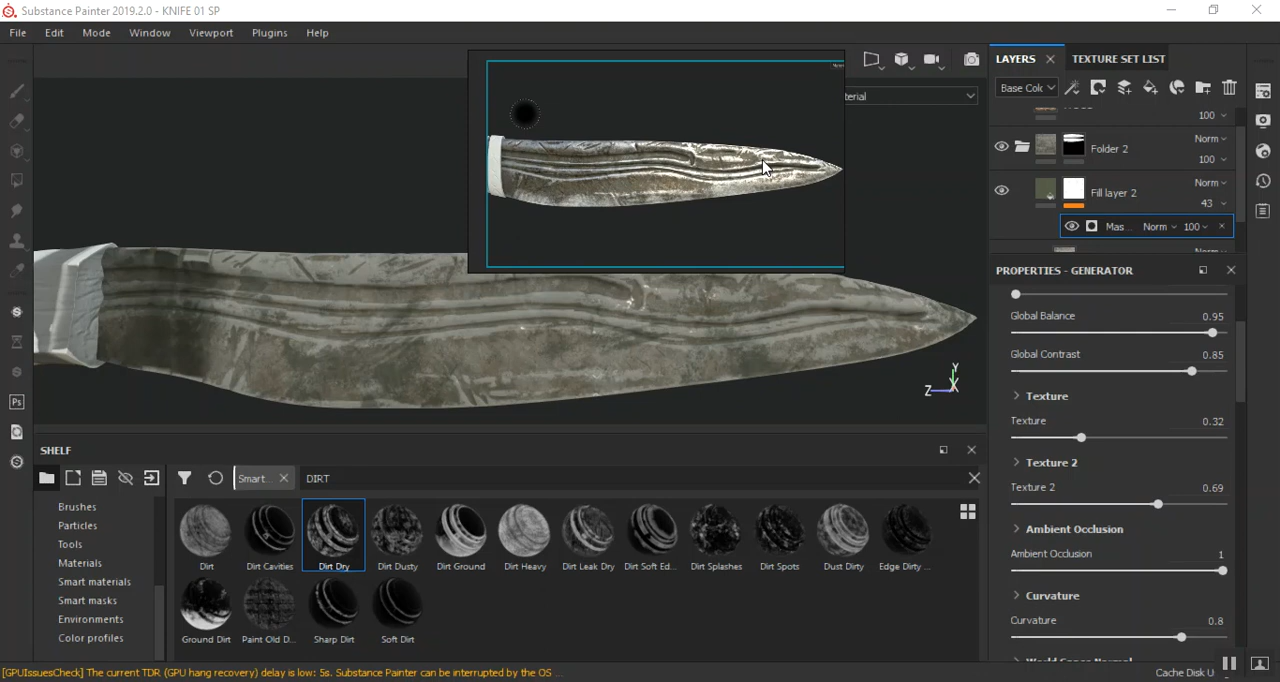 Substance Painter 2019.2.0 - KNIFE 01 SP
File Edit Mode Window Viewport Plugins Help
LAYERS TEXTURE SET LIST
Base Col
100
Folder 2 Norm
100
Fill layer 2 Norm
43
Mas... Norm 100
PROPERTIES - GENERATOR
Global Balance 0.95
Global Contrast 0.85
Texture
Texture 0.32
Texture 2
Texture 2 0.69
Ambient Occlusion
Ambient Occlusion 1
Curvature
Curvature 0.8
Y
Z X
SHELF
Smart... DIRT
Brushes
Particles
Tools
Materials
Smart materials
Smart masks
Environments
Color profiles
Dirt Dirt Cavities Dirt Dry Dirt Dusty Dirt Ground Dirt Heavy Dirt Leak Dry Dirt Soft Ed... Dirt Splashes Dirt Spots Dust Dirty Edge Dirty ...
Ground Dirt Paint Old D... Sharp Dirt Soft Dirt
Ps
[GPUIssuesCheck] The current TDR (GPU hang recovery) delay is low: 5s. Substance Painter can be interrupted by the OS ...
Cache Disk U